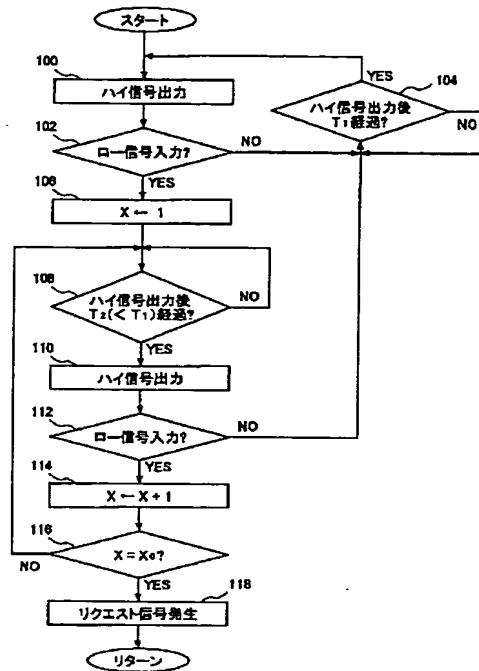 スタート
100
ハイ信号出力
102
ロー信号入力?
NO
YES
104
YES
ハイ信号出力後
T₁経過?
NO
106
X ← 1
108
ハイ信号出力後
T₂(< T₁)経過?
NO
YES
110
ハイ信号出力
112
ロー信号入力?
NO
YES
114
X ← X + 1
116
X = X₀?
NO
YES
118
リクエスト信号発生
リターン